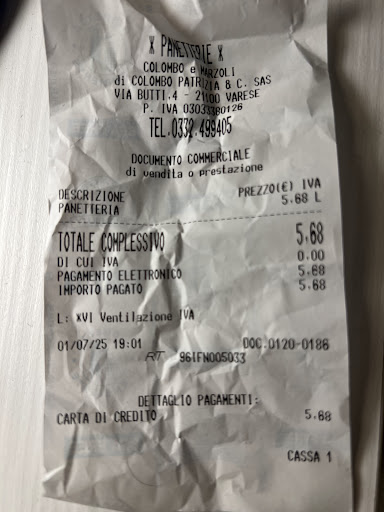 * PANETTERIE *
COLOMBO e MARZOLI
di COLOMBO PATRIZIA & C. SAS
VIA BUTTI.4 - 21100 VARESE
P. IVA 03033380126
TEL.0332.499405
DOCUMENTO COMMERCIALE
di vendita o prestazione
DESCRIZIONE PREZZO(€) IVA
PANETTERIA 5.68 L
TOTALE COMPLESSIVO 5.68
DI CUI IVA 0.00
PAGAMENTO ELETTRONICO 5.68
IMPORTO PAGATO 5.68
L: *VI Ventilazione IVA
01/07/25 19:01 DOC.0120-0186
RT 96IFN005033
DETTAGLIO PAGAMENTI:
CARTA DI CREDITO 5.68
CASSA 1